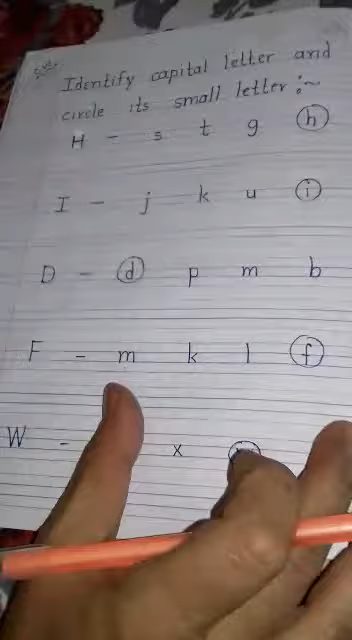 Identify capital letter and
circle its small letter :~
H - s t g h
I - j k u i
D - d p m b
F - m k l f
W - x